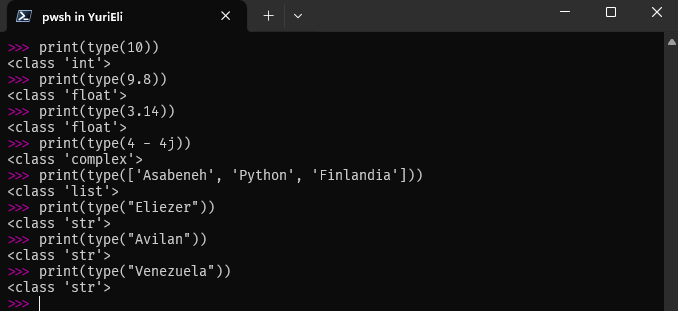 pwsh in YuriEli
>>> print(type(10))
<class 'int'>
>>> print(type(9.8))
<class 'float'>
>>> print(type(3.14))
<class 'float'>
>>> print(type(4 - 4j))
<class 'complex'>
>>> print(type(['Asabeneh', 'Python', 'Finlandia']))
<class 'list'>
>>> print(type("Eliezer"))
<class 'str'>
>>> print(type("Avilan"))
<class 'str'>
>>> print(type("Venezuela"))
<class 'str'>
>>>